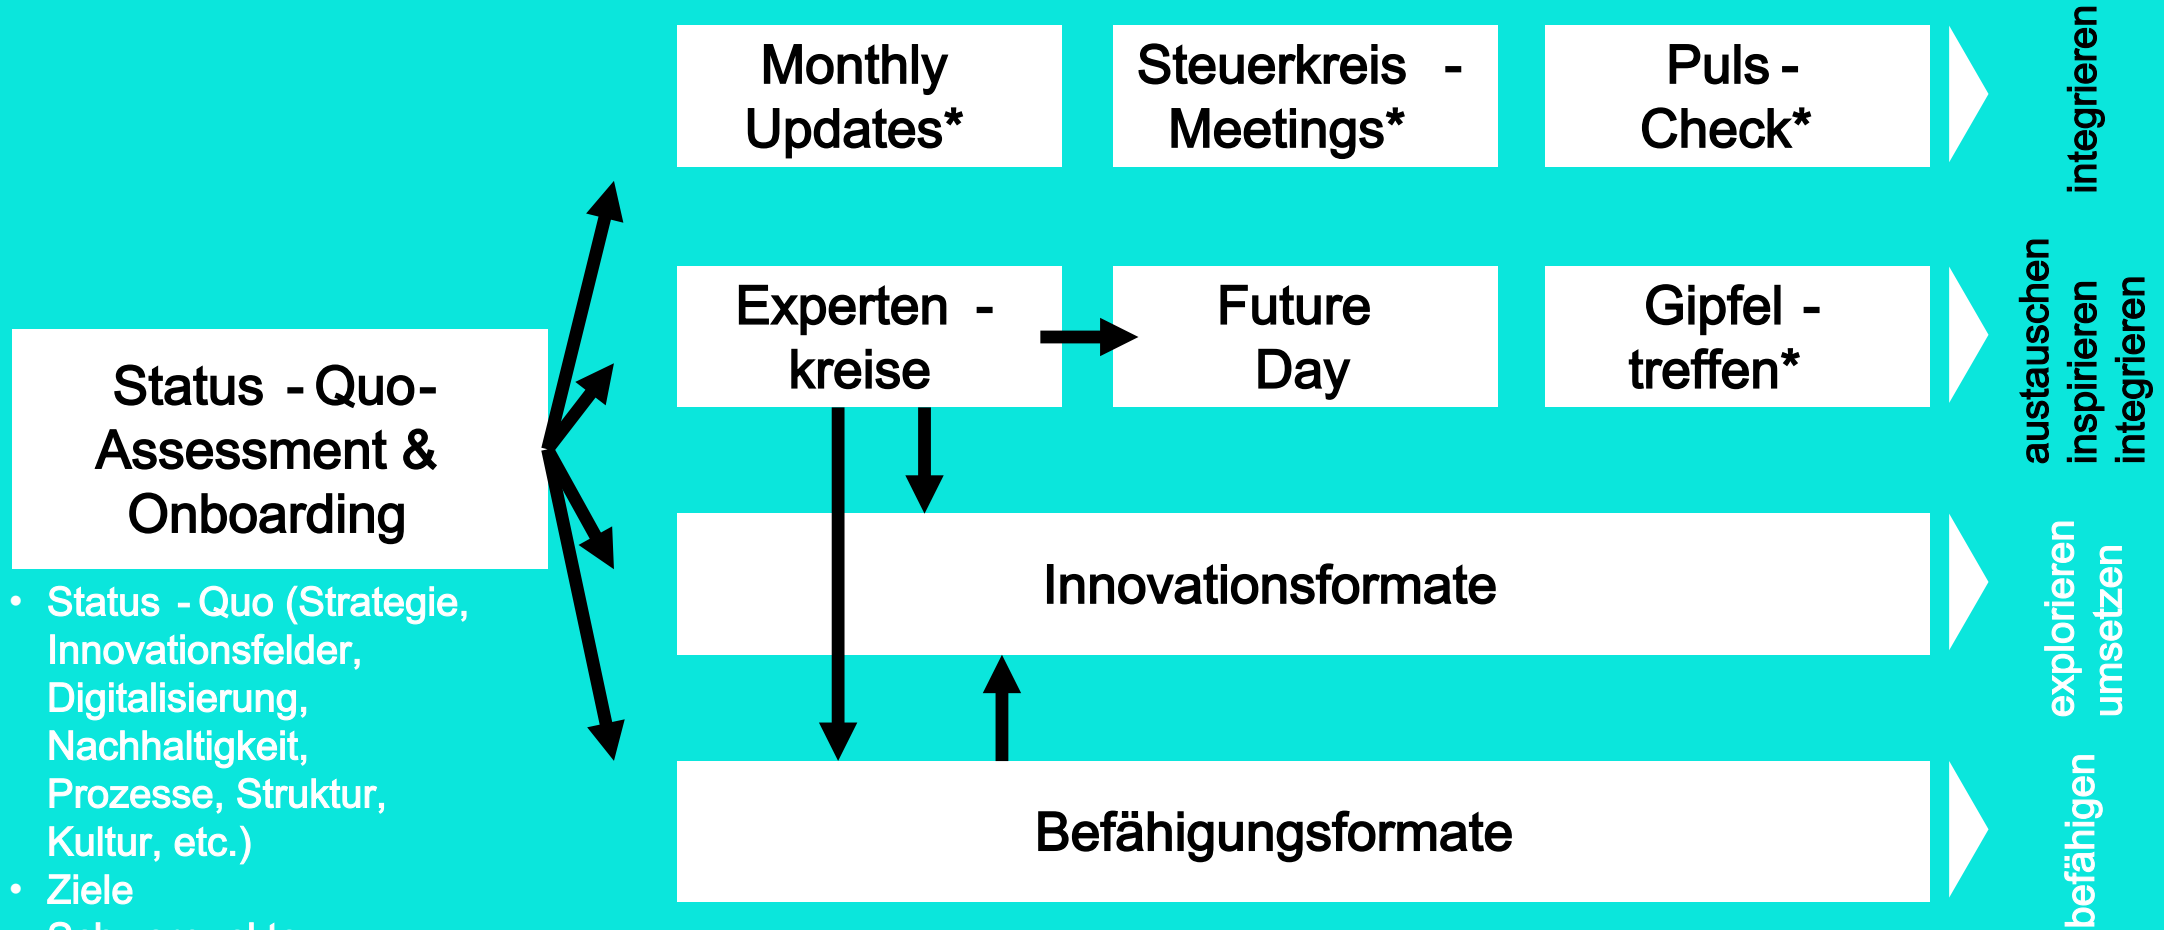 Monthly
Updates*
Steuerkreis -
Meetings*
Puls -
Check*
integrieren
Experten -
kreise
Future
Day
Gipfel -
treffen*
austauschen
inspirieren
integrieren
Status - Quo-
Assessment &
Onboarding
• Status - Quo (Strategie,
Innovationsfelder,
Digitalisierung,
Nachhaltigkeit,
Prozesse, Struktur,
Kultur, etc.)
• Ziele
Innovationsformate
explorieren
umsetzen
Befähigungsformate
befähigen